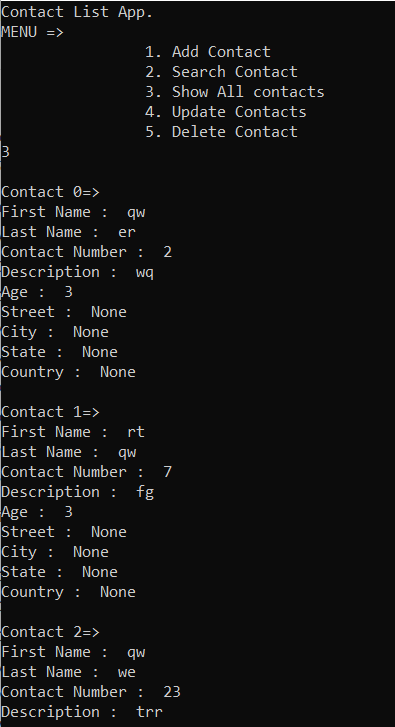 Contact List App.
MENU =>
1. Add Contact
2. Search Contact
3. Show All contacts
4. Update Contacts
5. Delete Contact
3
Contact 0=>
First Name :  qw
Last Name :  er
Contact Number :  2
Description :  wq
Age :  3
Street :  None
City :  None
State :  None
Country :  None
Contact 1=>
First Name :  rt
Last Name :  qw
Contact Number :  7
Description :  fg
Age :  3
Street :  None
City :  None
State :  None
Country :  None
Contact 2=>
First Name :  qw
Last Name :  we
Contact Number :  23
Description :  trr